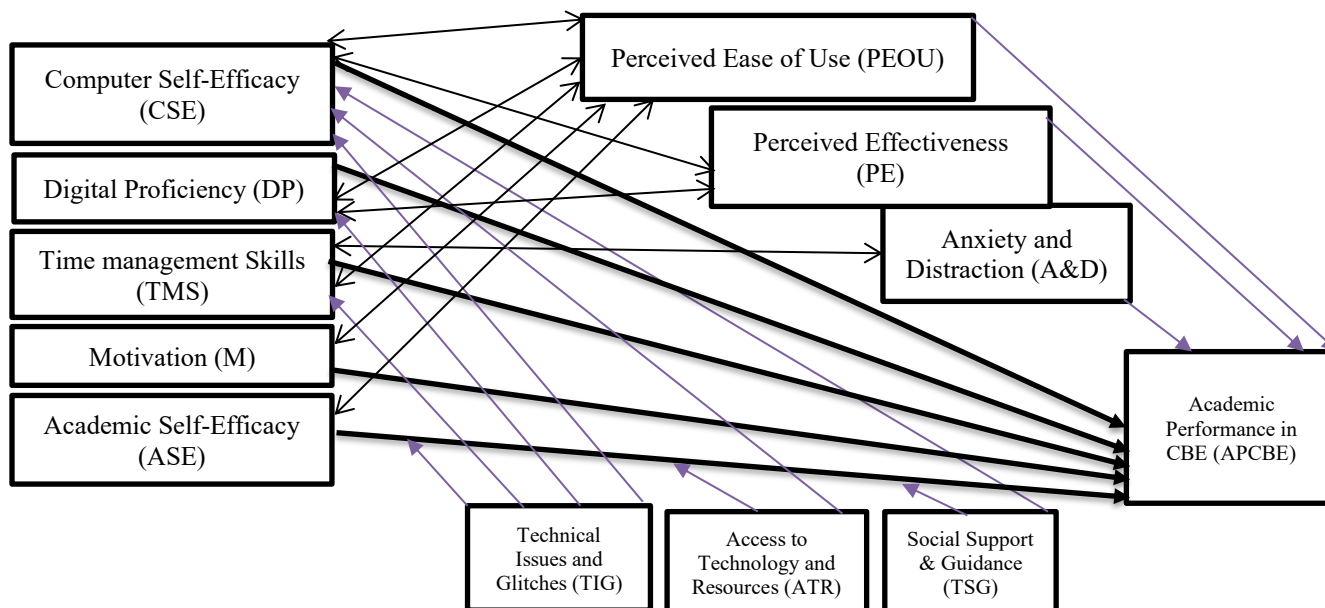 Computer Self-Efficacy
(CSE)
Digital Proficiency (DP)
Time management Skills
(TMS)
Motivation (M)
Academic Self-Efficacy
(ASE)
Perceived Ease of Use (PEOU)
Perceived Effectiveness
(PE)
Anxiety and
Distraction (A&D)
Academic
Performance in
CBE (APCBE)
Technical
Issues and
Glitches (TIG)
Access to
Technology and
Resources (ATR)
Social Support
& Guidance
(TSG)